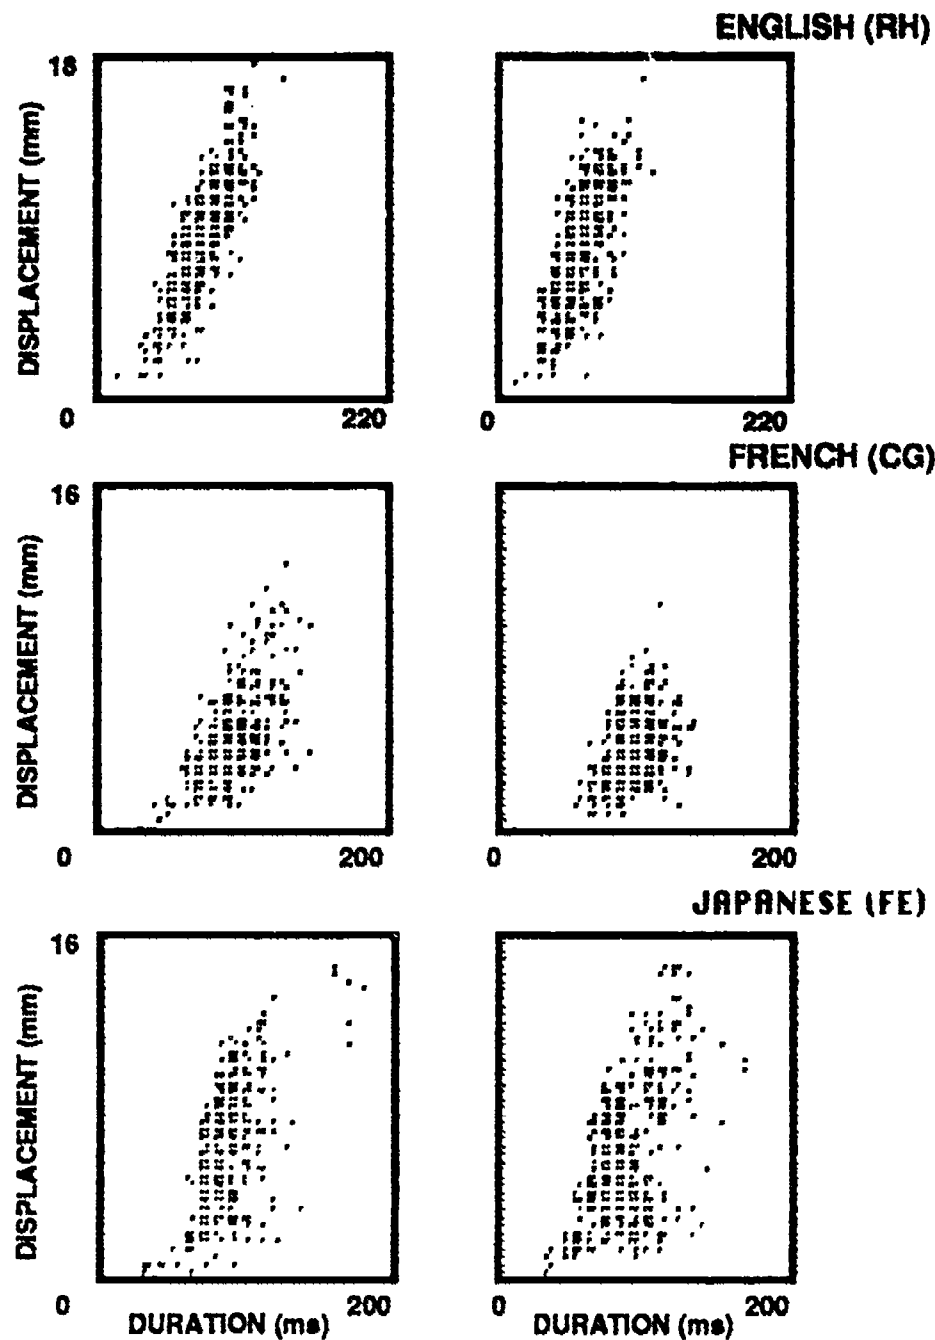 ENGLISH (RH)
18
DISPLACEMENT (mm)
0 220 0 220
FRENCH (CG)
16
DISPLACEMENT (mm)
0 200 0 200
JAPANESE (FE)
16
DISPLACEMENT (mm)
0 200 0 200
DURATION (ms) DURATION (ms)